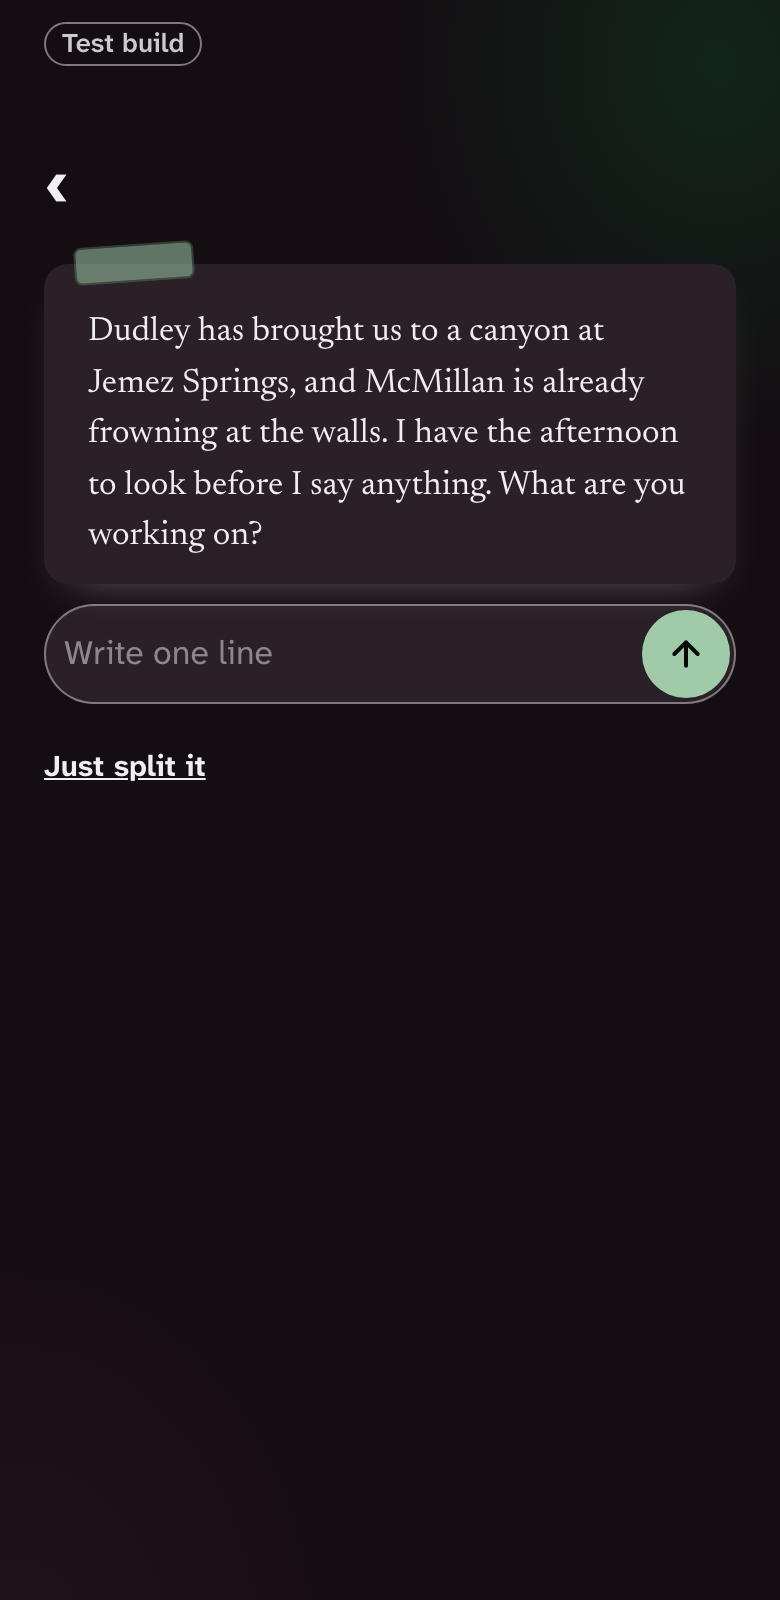 Test build
Dudley has brought us to a canyon at
Jemez Springs, and McMillan is already
frowning at the walls. I have the afternoon
to look before I say anything. What are you
working on?
Write one line
Just split it